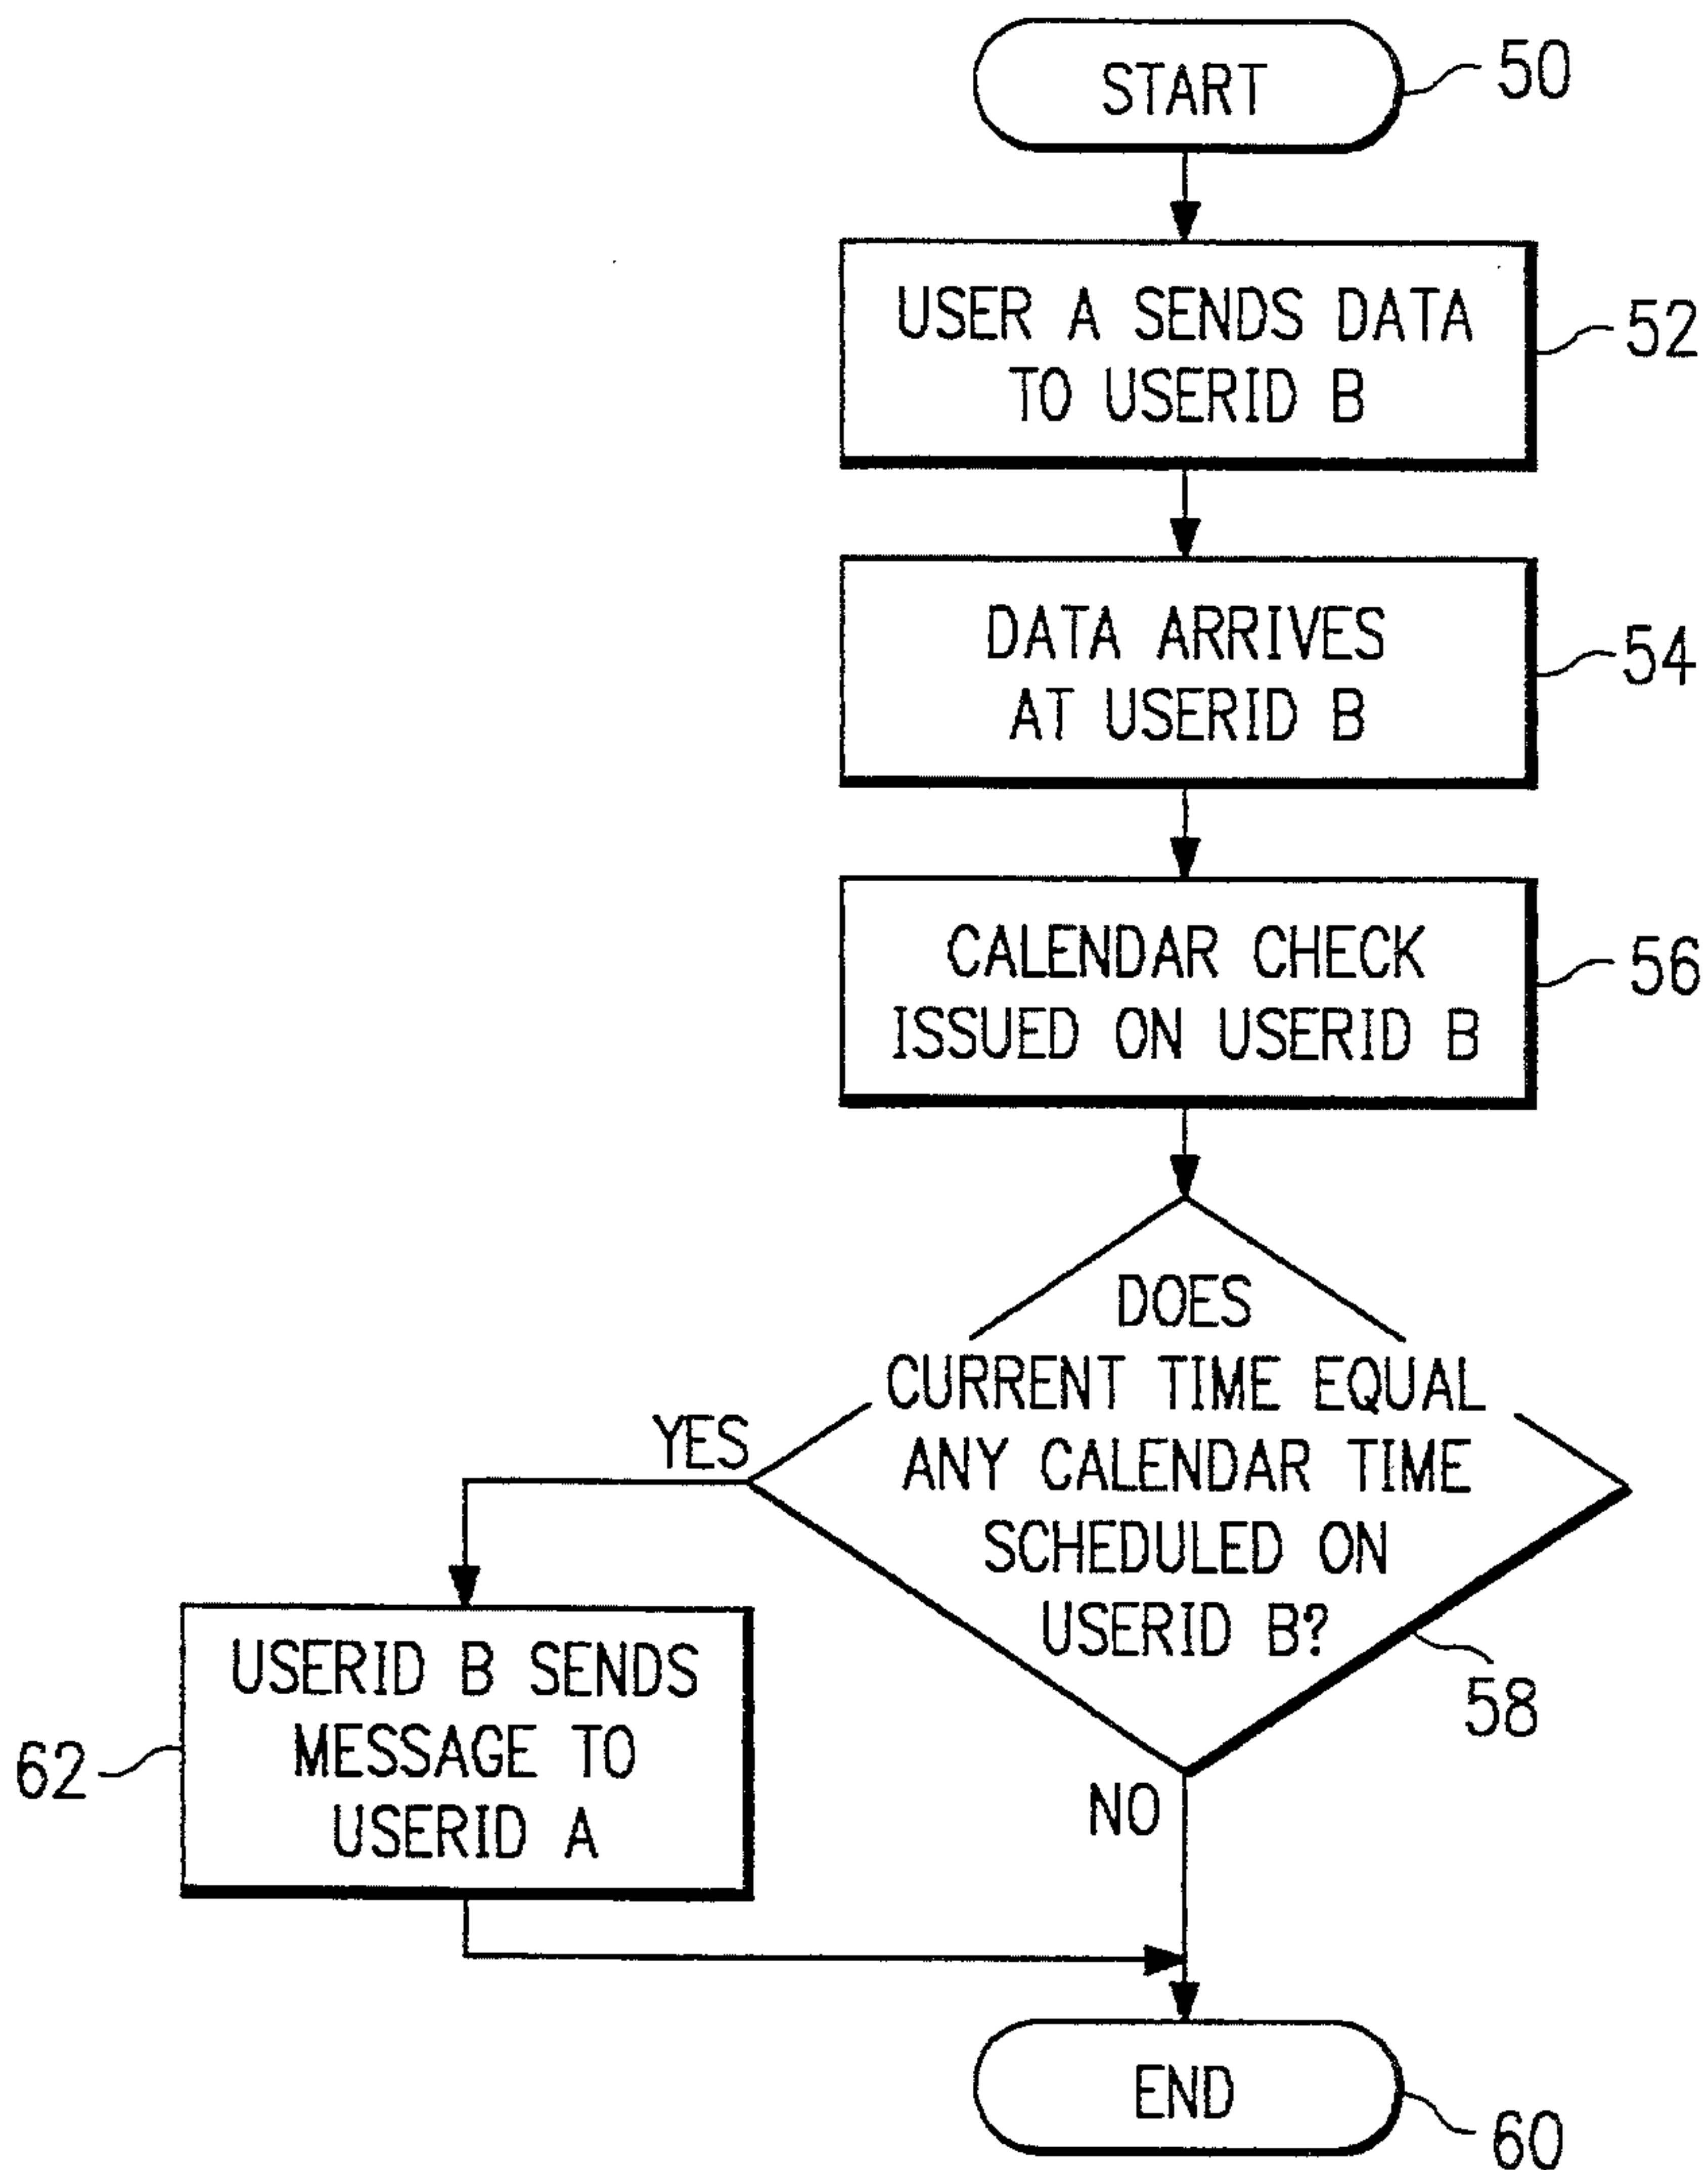 START
50
USER A SENDS DATA
TO USERID B
52
DATA ARRIVES
AT USERID B
54
CALENDAR CHECK
ISSUED ON USERID B
56
DOES
CURRENT TIME EQUAL
ANY CALENDAR TIME
SCHEDULED ON
USERID B?
58
YES
USERID B SENDS
MESSAGE TO
USERID A
62
NO
END
60